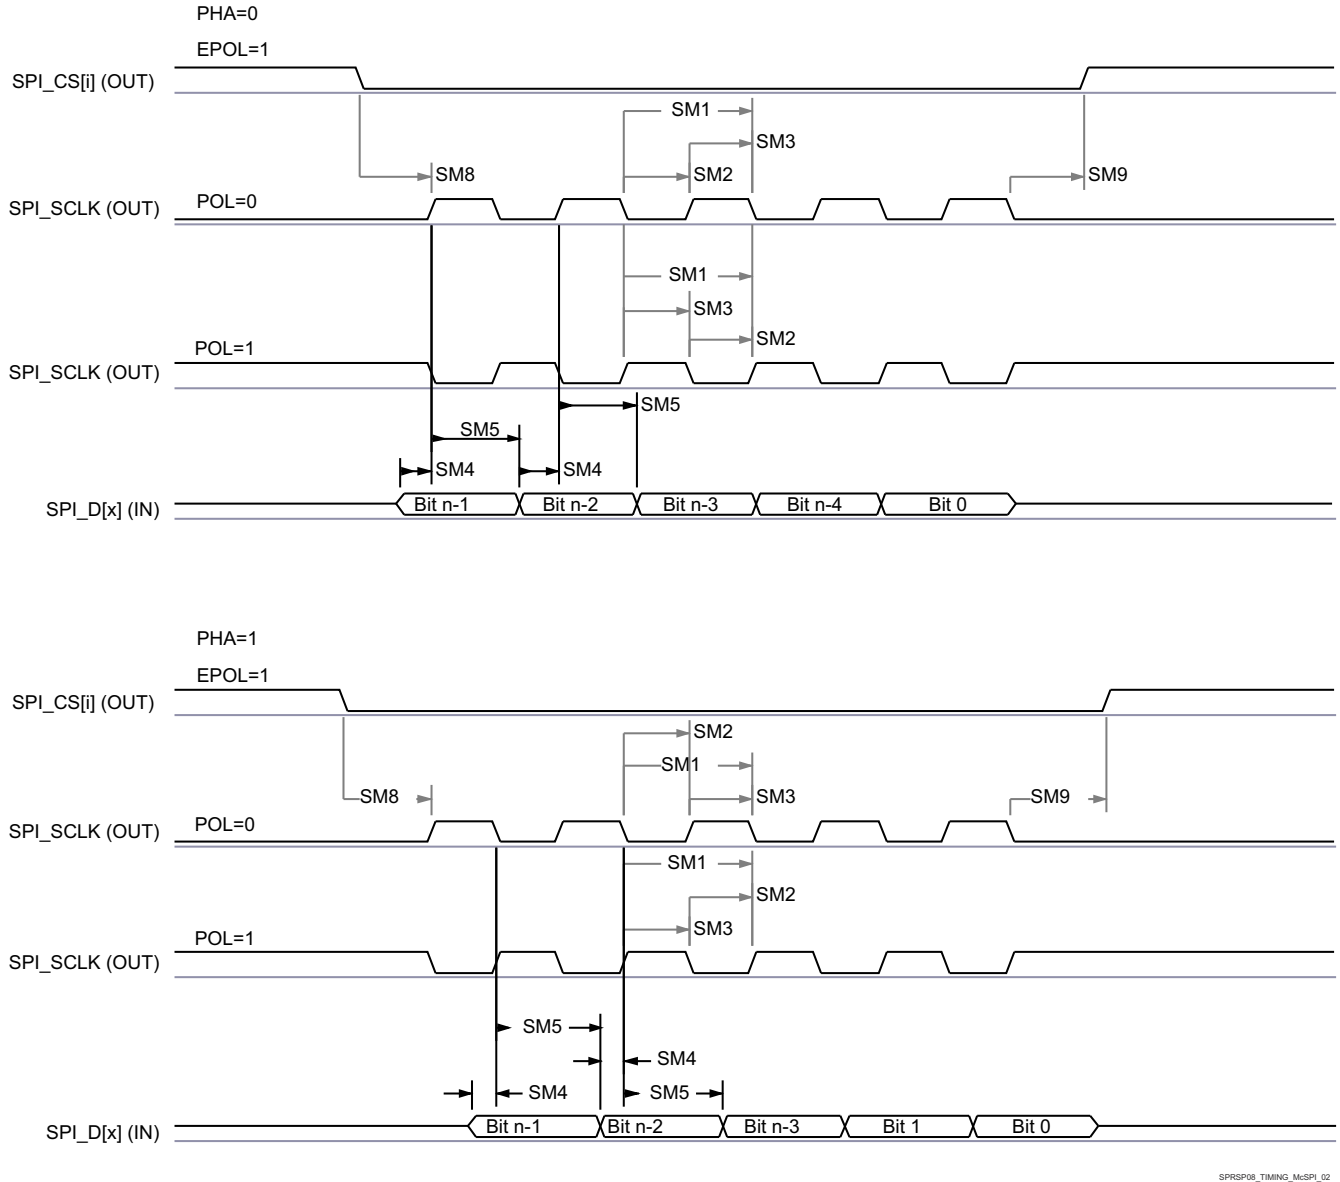 PHA=0
EPOL=1
SPI_CS[i] (OUT)
SM1
SM3
SM8
SM2
SM9
POL=0
SPI_SCLK (OUT)
SM1
SM3
SM2
POL=1
SPI_SCLK (OUT)
SM5
SM5
SM4
SM4
SPI_D[x] (IN)
Bit n-1
Bit n-2
Bit n-3
Bit n-4
Bit 0
PHA=1
EPOL=1
SPI_CS[i] (OUT)
SM2
SM1
SM8
SM3
SM9
POL=0
SPI_SCLK (OUT)
SM1
SM2
SM3
POL=1
SPI_SCLK (OUT)
SM5
SM4
SM4
SM5
SPI_D[x] (IN)
Bit n-1
Bit n-2
Bit n-3
Bit 1
Bit 0
SPRSP08_TIMING_McSPI_02